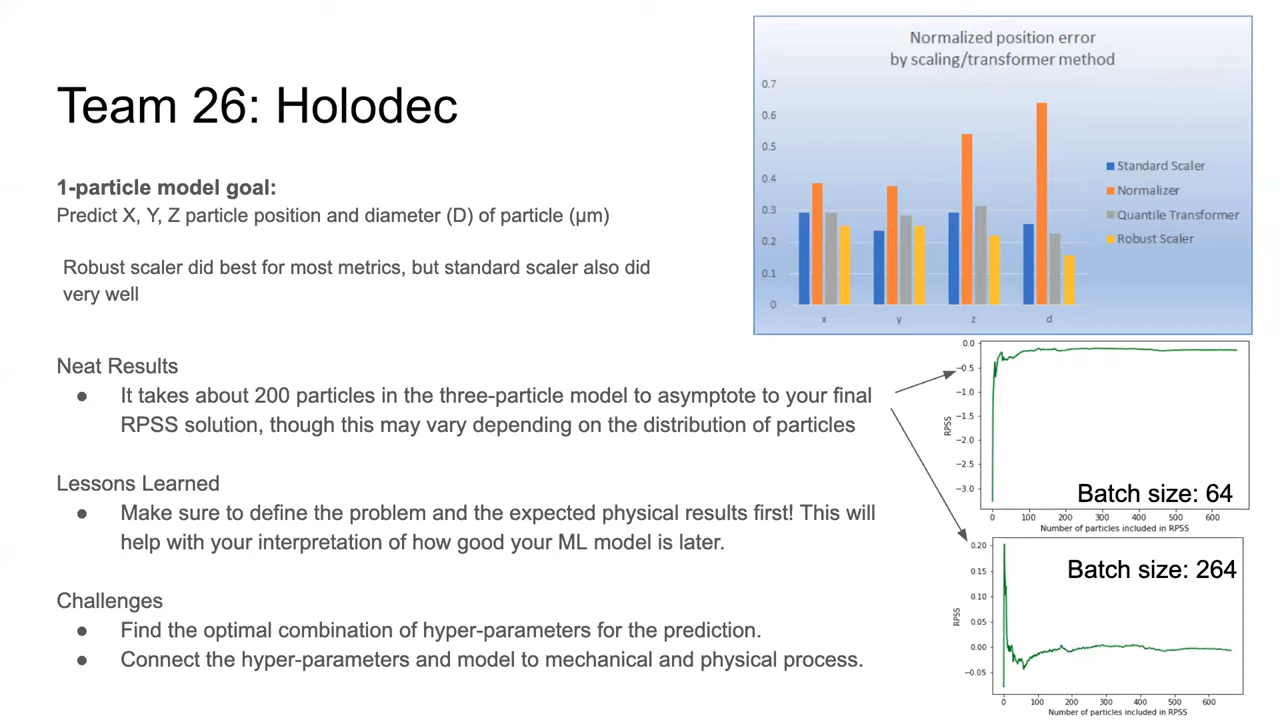 Team 26: Holodec
1-particle model goal:
Predict X, Y, Z particle position and diameter (D) of particle (μm)
Robust scaler did best for most metrics, but standard scaler also did
very well
Neat Results
● It takes about 200 particles in the three-particle model to asymptote to your final
RPSS solution, though this may vary depending on the distribution of particles
Lessons Learned
● Make sure to define the problem and the expected physical results first! This will
help with your interpretation of how good your ML model is later.
Challenges
● Find the optimal combination of hyper-parameters for the prediction.
● Connect the hyper-parameters and model to mechanical and physical process.
Normalized position error
by scaling/transformer method
0.7
0.6
0.5
0.4
0.3
0.2
0.1
0
x y z d
Standard Scaler
Normalizer
Quantile Transformer
Robust Scaler
0.0
−0.5
−1.0
−1.5
−2.0
−2.5
−3.0
RPSS
Batch size: 64
0 100 200 300 400 500 600
Number of particles included in RPSS
0.20
0.15
0.10
0.05
0.00
−0.05
RPSS
Batch size: 264
0 100 200 300 400 500 600
Number of particles included in RPSS